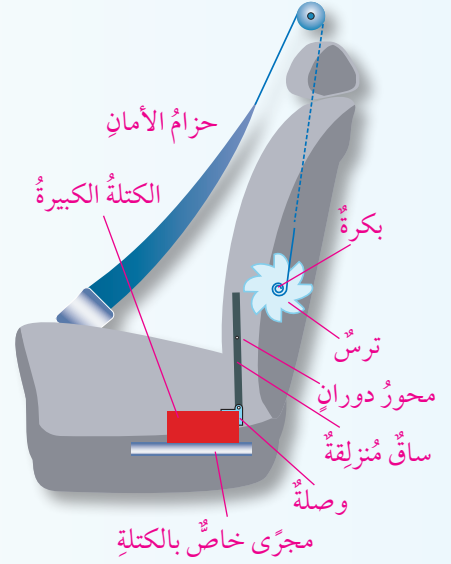 حزامُ الأمانِ
الكتلةُ الكبيرةُ
بكرةٌ
ترسٌ
محورُ دورانٍ
ساقٌ مُنزلِقةٌ
وصلةٌ
مجرًى خاصٌّ بالكتلةِ